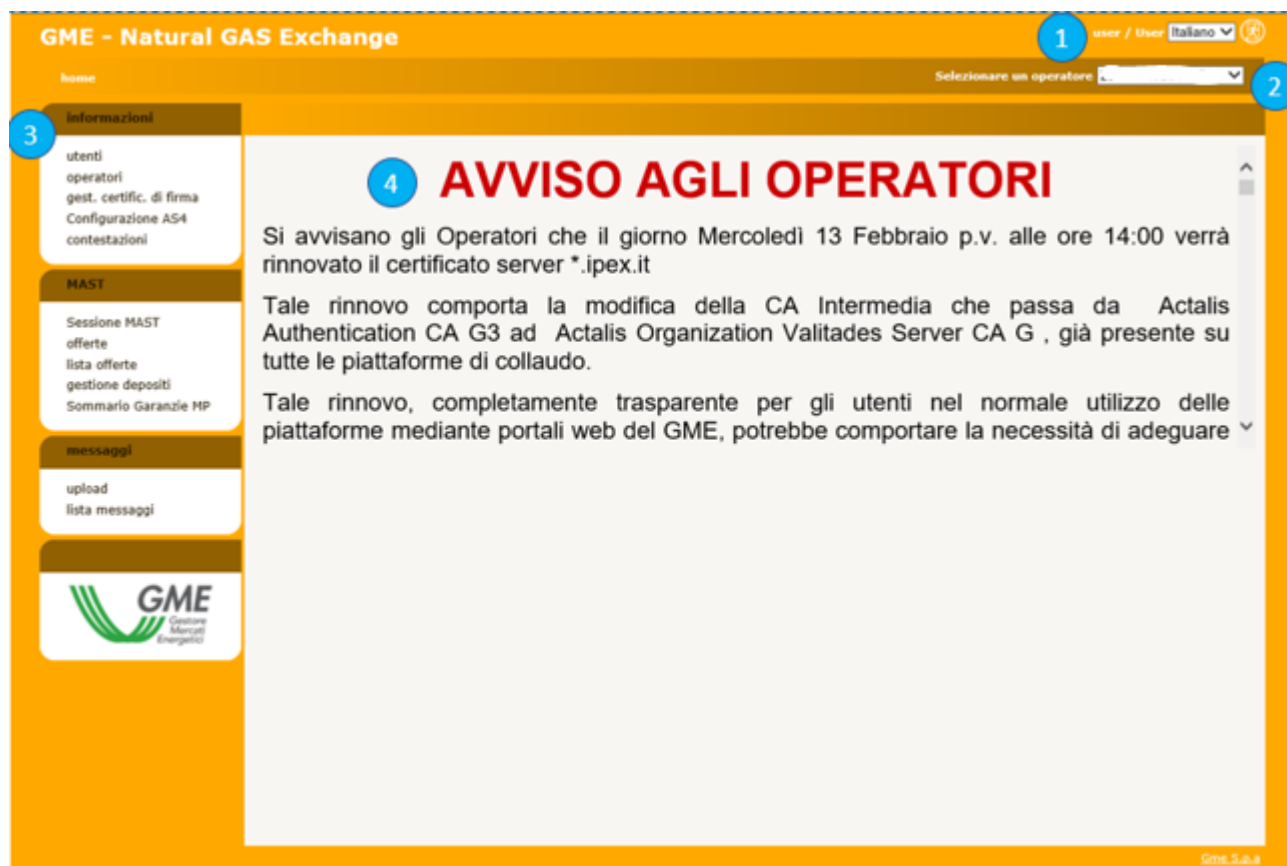 GME - Natural GAS Exchange
1
user / User Italiano
home
Selezionare un operatore
2
3
informazioni
utenti
operatori
gest. certific. di firma
Configurazione AS4
contestazioni
MAST
Sessione MAST
offerte
lista offerte
gestione depositi
Sommario Garanzie MP
messaggi
upload
lista messaggi
GME
Gestore
Mercati
Energetici
4
AVVISO AGLI OPERATORI
Si avvisano gli Operatori che il giorno Mercoledì 13 Febbraio p.v. alle ore 14:00 verrà
rinnovato il certificato server *.ipex.it
Tale rinnovo comporta la modifica della CA Intermedia che passa da Actalis
Authentication CA G3 ad Actalis Organization Valitades Server CA G , già presente su
tutte le piattaforme di collaudo.
Tale rinnovo, completamente trasparente per gli utenti nel normale utilizzo delle
piattaforme mediante portali web del GME, potrebbe comportare la necessità di adeguare
Gme S.p.a